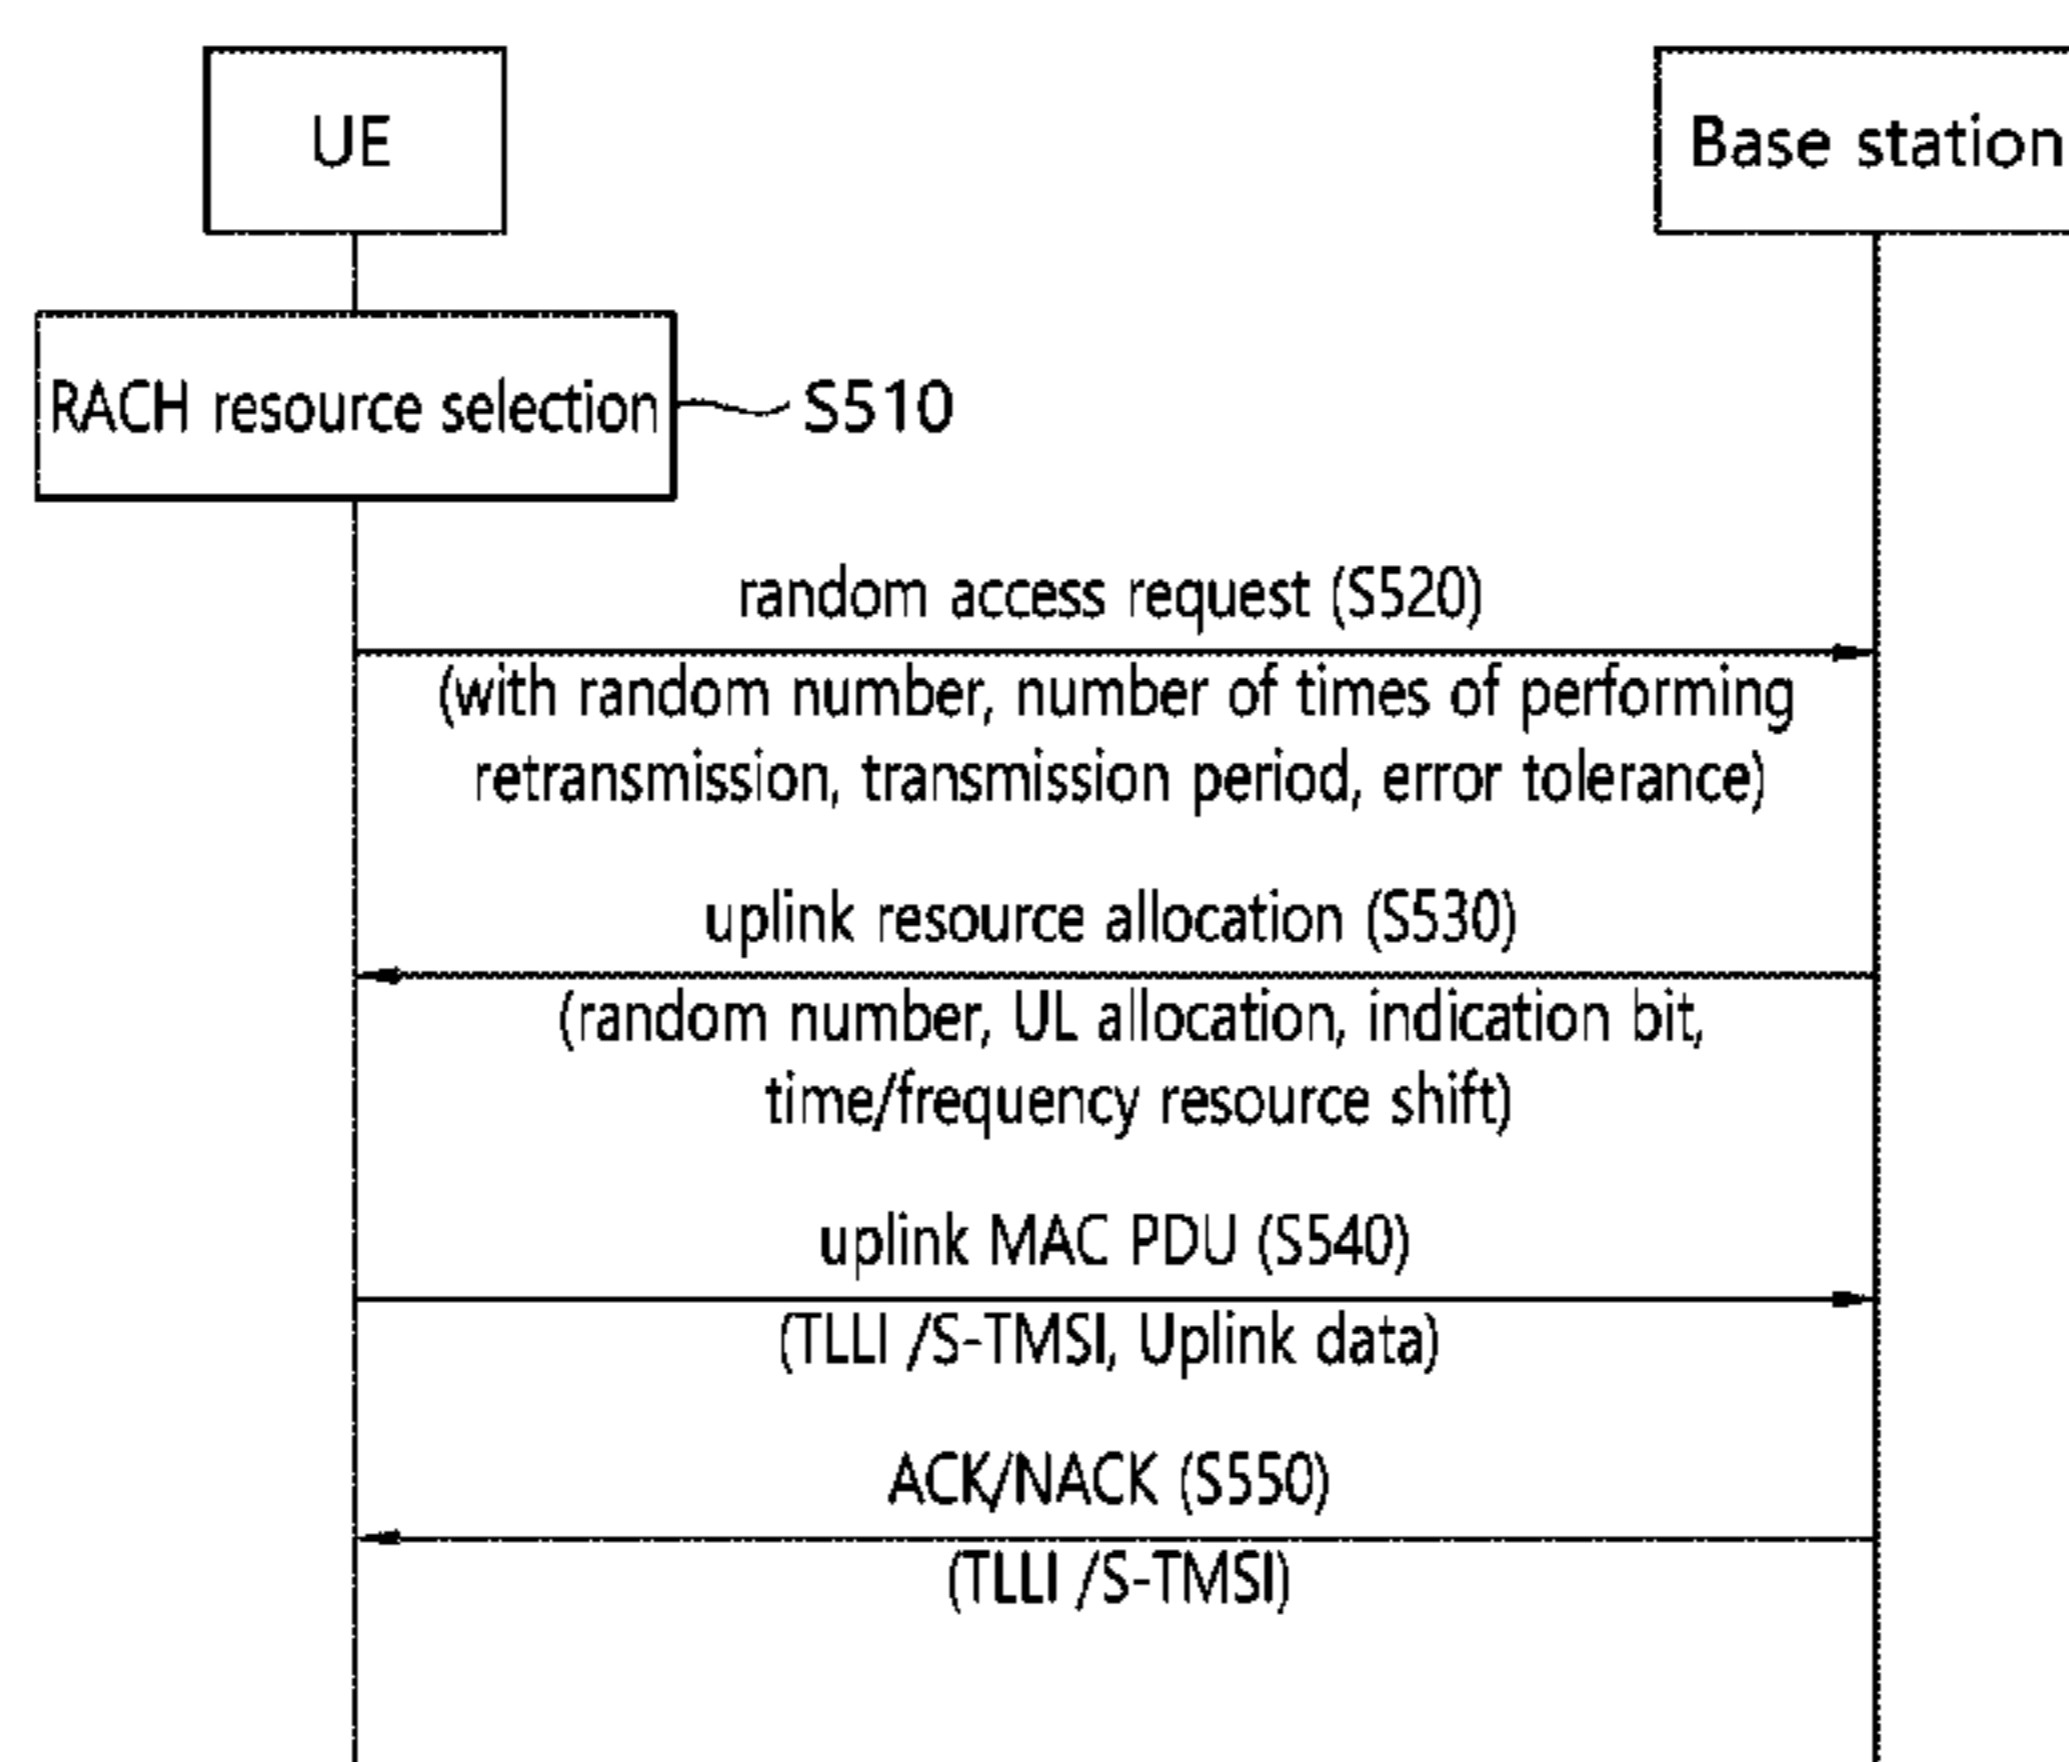 UE
Base station
RACH resource selection
S510
random access request (S520)
(with random number, number of times of performing
retransmission, transmission period, error tolerance)
uplink resource allocation (S530)
(random number, UL allocation, indication bit,
time/frequency resource shift)
uplink MAC PDU (S540)
(TLLI /S-TMSI, Uplink data)
ACK/NACK (S550)
(TLLI /S-TMSI)